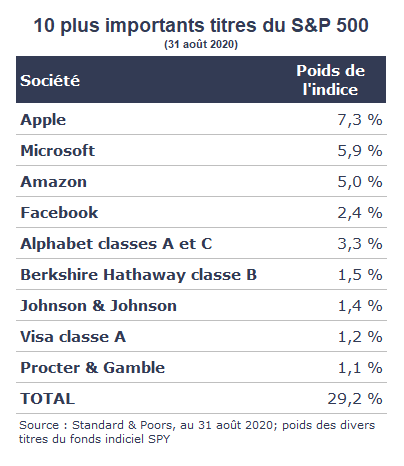 10 plus importants titres du S&P 500
(31 août 2020)
Société Poids de
l'indice
Apple 7,3 %
Microsoft 5,9 %
Amazon 5,0 %
Facebook 2,4 %
Alphabet classes A et C 3,3 %
Berkshire Hathaway classe B 1,5 %
Johnson & Johnson 1,4 %
Visa classe A 1,2 %
Procter & Gamble 1,1 %
TOTAL 29,2 %
Source : Standard & Poors, au 31 août 2020; poids des divers
titres du fonds indiciel SPY